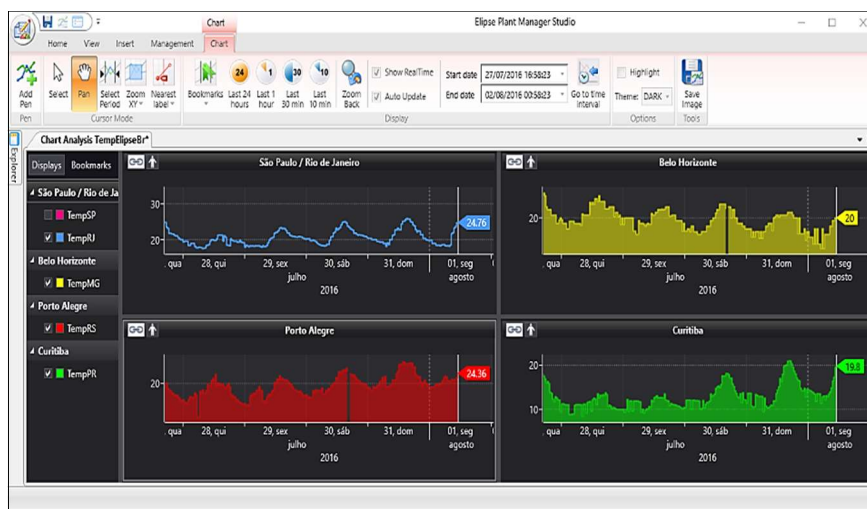 Chart
Elipse Plant Manager Studio
Home View Insert Management Chart
Add Pen
Select
Pan
Select Period
Zoom XY
Nearest label
Bookmarks
Last 24 hours
Last 1 hour
Last 30 min
Last 10 min
Zoom Back
Show RealTime
Auto Update
Start date 27/07/2016 16:58:23
End date 02/08/2016 00:58:23
Go to time interval
Highlight
Theme: DARK
Save Image
Pen
Cursor Mode
Display
Options
Tools
Explorer
Chart Analysis TempElipseBr*
Displays Bookmarks
São Paulo / Rio de Ja
TempSP
TempRJ
Belo Horizonte
TempMG
Porto Alegre
TempRS
Curitiba
TempPR
São Paulo / Rio de Janeiro
30
20
24.76
, qua 28, qui 29, sex 30, sáb 31, dom 01, seg
julho agosto
2016
Belo Horizonte
20
20
, qua 28, qui 29, sex 30, sáb 31, dom 01, seg
julho agosto
2016
Porto Alegre
20
24.36
, qua 28, qui 29, sex 30, sáb 31, dom 01, seg
julho agosto
2016
Curitiba
20
10
19.8
, qua 28, qui 29, sex 30, sáb 31, dom 01, seg
julho agosto
2016